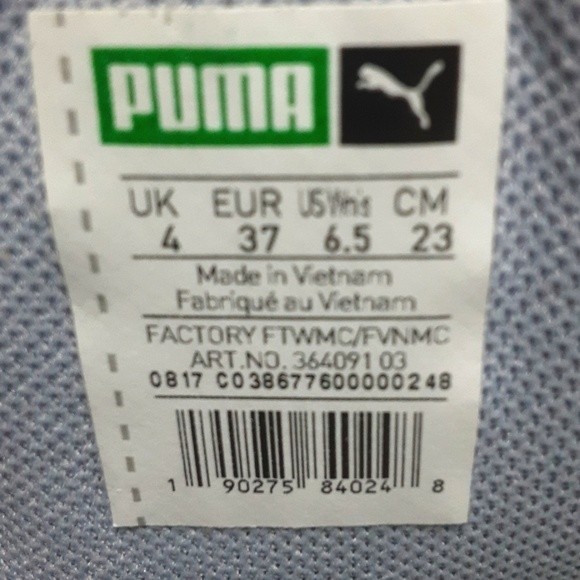 PUMA
UK EUR US Wn's CM
4 37 6.5 23
Made in Vietnam
Fabriqué au Vietnam
FACTORY FTWMC/FVNMC
ART.NO. 364091 03
0817 C038677600000248
1 90275 84024 8